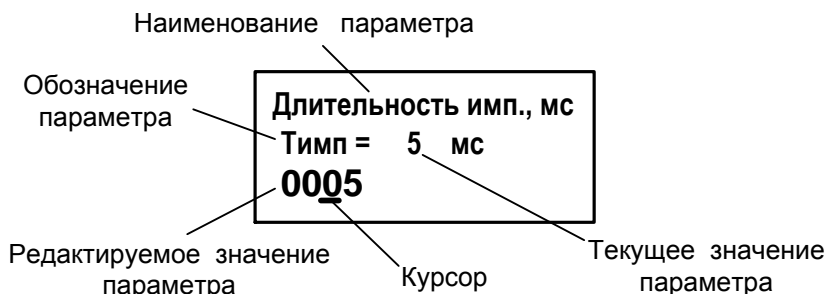 Наименование параметра
Обозначение
параметра
Длительность имп., мс
Тимп = 5 мс
0005
Редактируемое значение
параметра
Курсор
Текущее значение
параметра